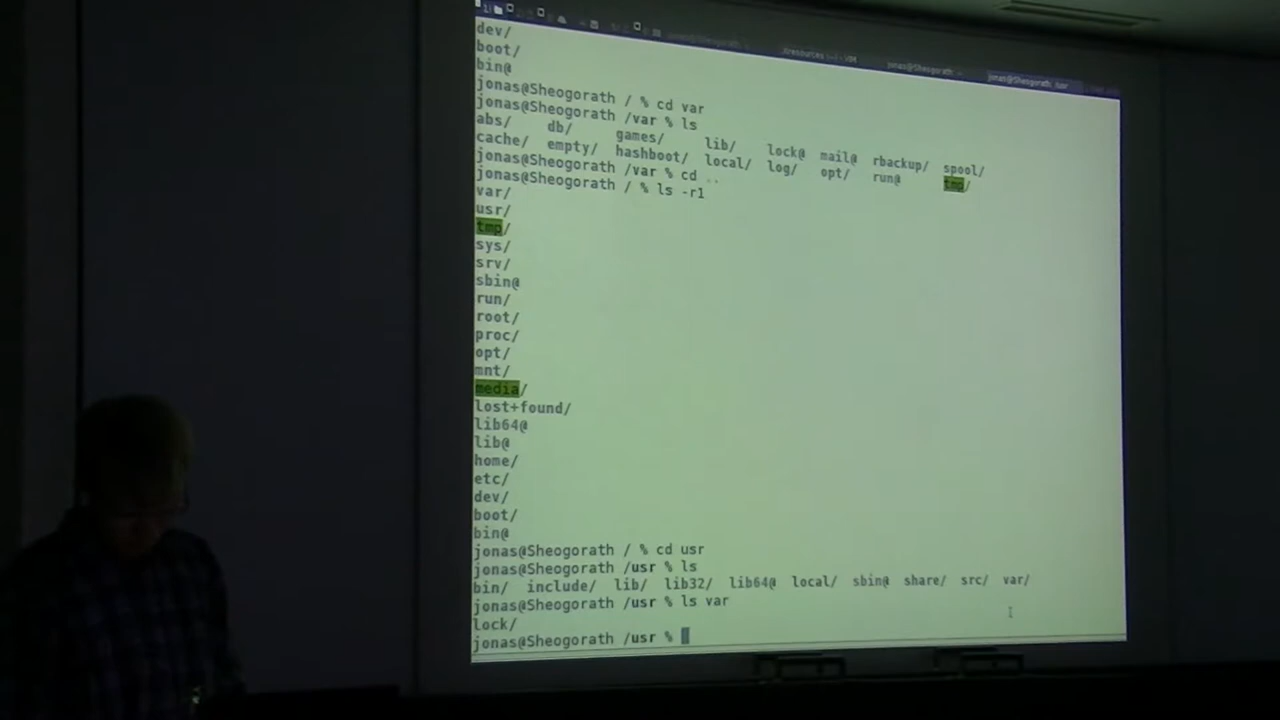 dev/
boot/
bin@
jonas@Sheogorath / % cd var
jonas@Sheogorath /var % ls
abs/ db/ games/ lib/ lock@ mail@ rbackup/ spool/
cache/ empty/ hashboot/ local/ log/ opt/ run@ tmp/
jonas@Sheogorath /var % cd ..
jonas@Sheogorath / % ls -r1
var/
usr/
tmp/
sys/
srv/
sbin@
run/
root/
proc/
opt/
mnt/
media/
lost+found/
lib64@
lib@
home/
etc/
dev/
boot/
bin@
jonas@Sheogorath / % cd usr
jonas@Sheogorath /usr % ls
bin/ include/ lib/ lib32/ lib64@ local/ sbin@ share/ src/ var/
jonas@Sheogorath /usr % ls var
lock/
jonas@Sheogorath /usr %